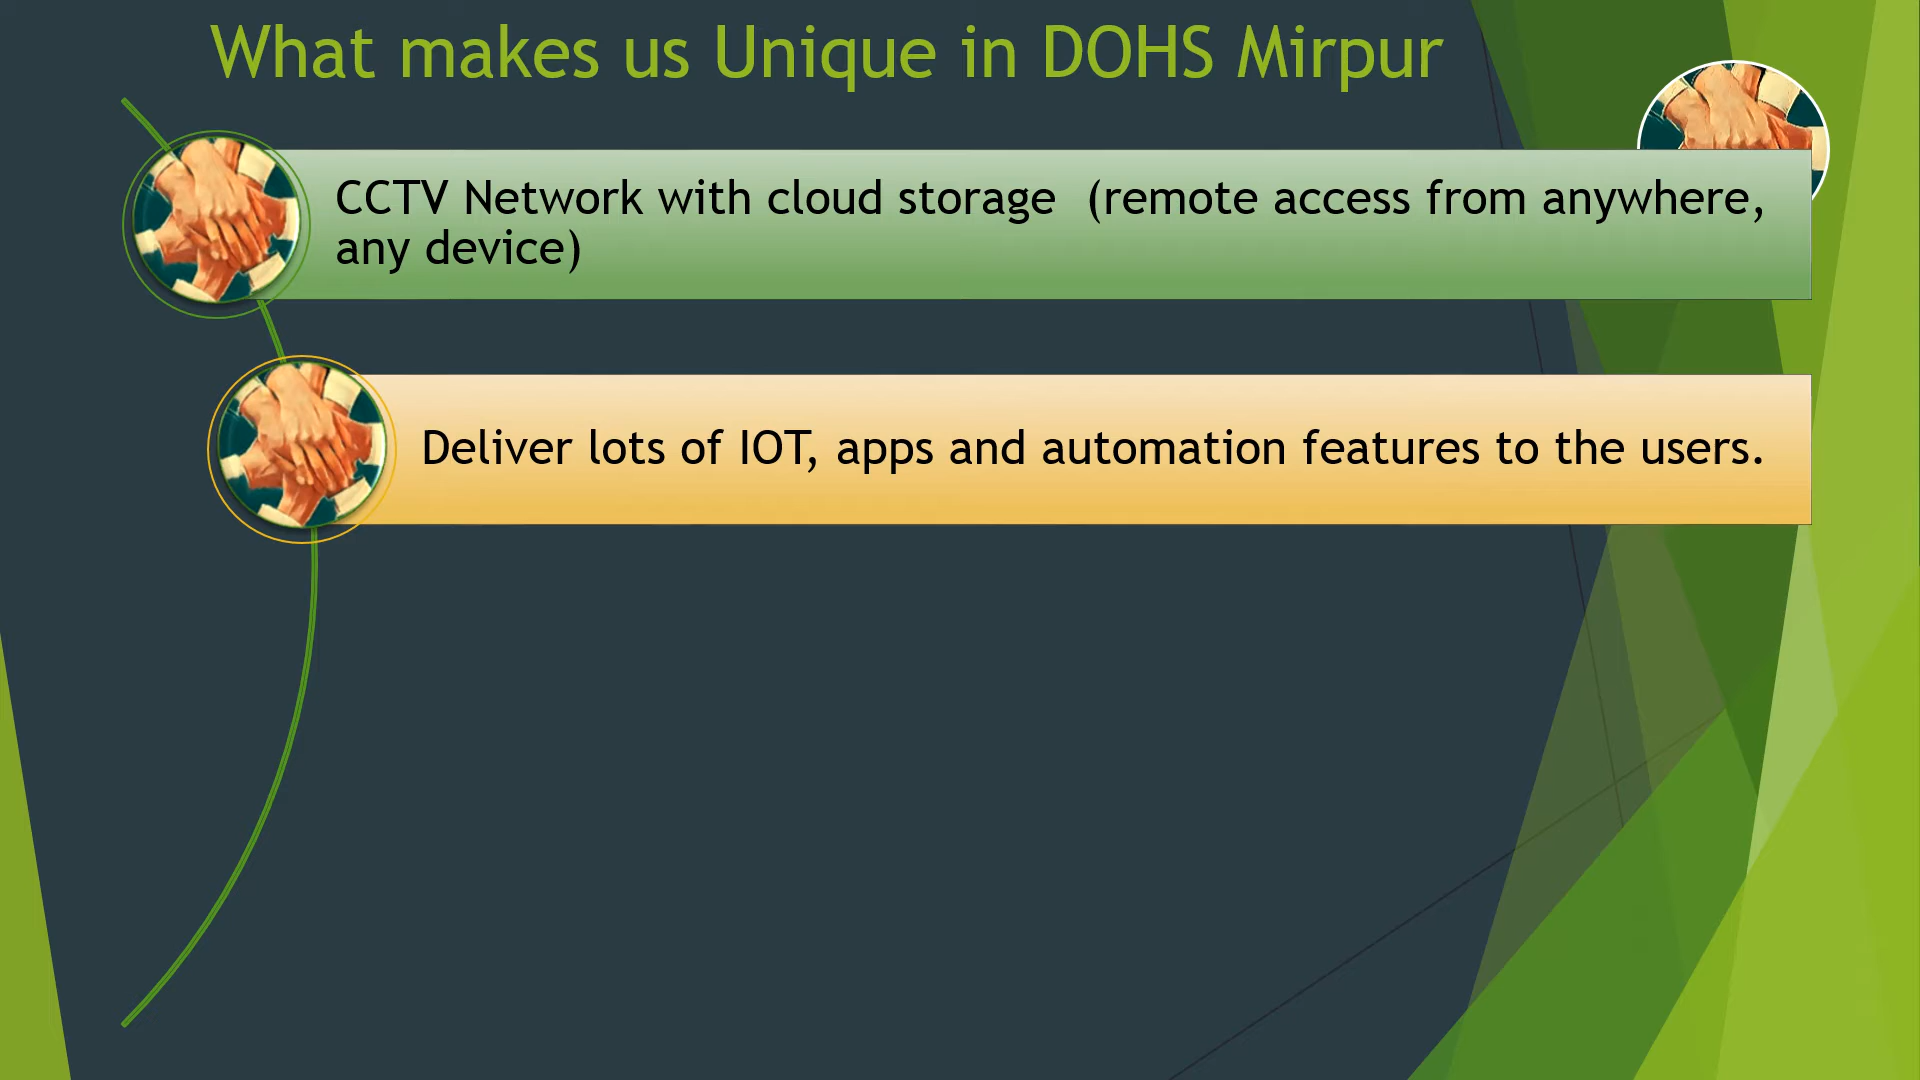 What makes us Unique in DOHS Mirpur
CCTV Network with cloud storage  (remote access from anywhere,
any device)
Deliver lots of IOT, apps and automation features to the users.